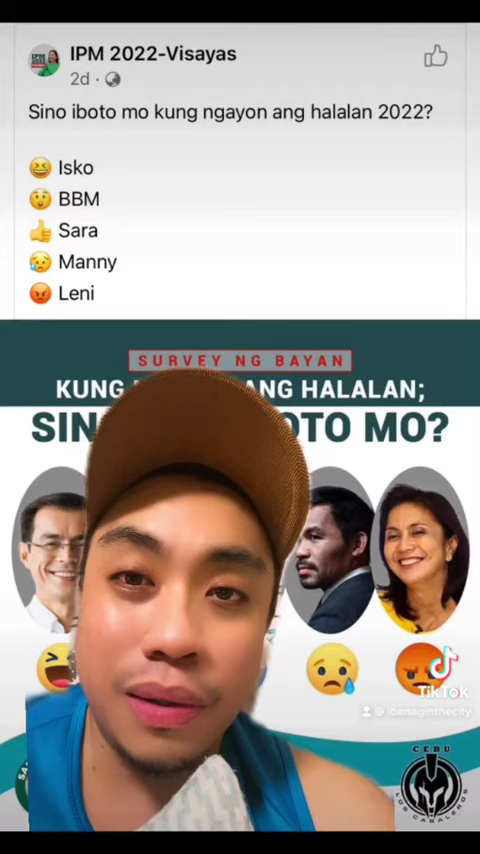 IPM 2022-Visayas
2d
Sino iboto mo kung ngayon ang halalan 2022?
Isko
BBM
Sara
Manny
Leni
SURVEY NG BAYAN
KUNG ANG HALALAN;
OTO MO?
TikTok
@ibanaginthecity
CEBU
LOS CABALLEROS